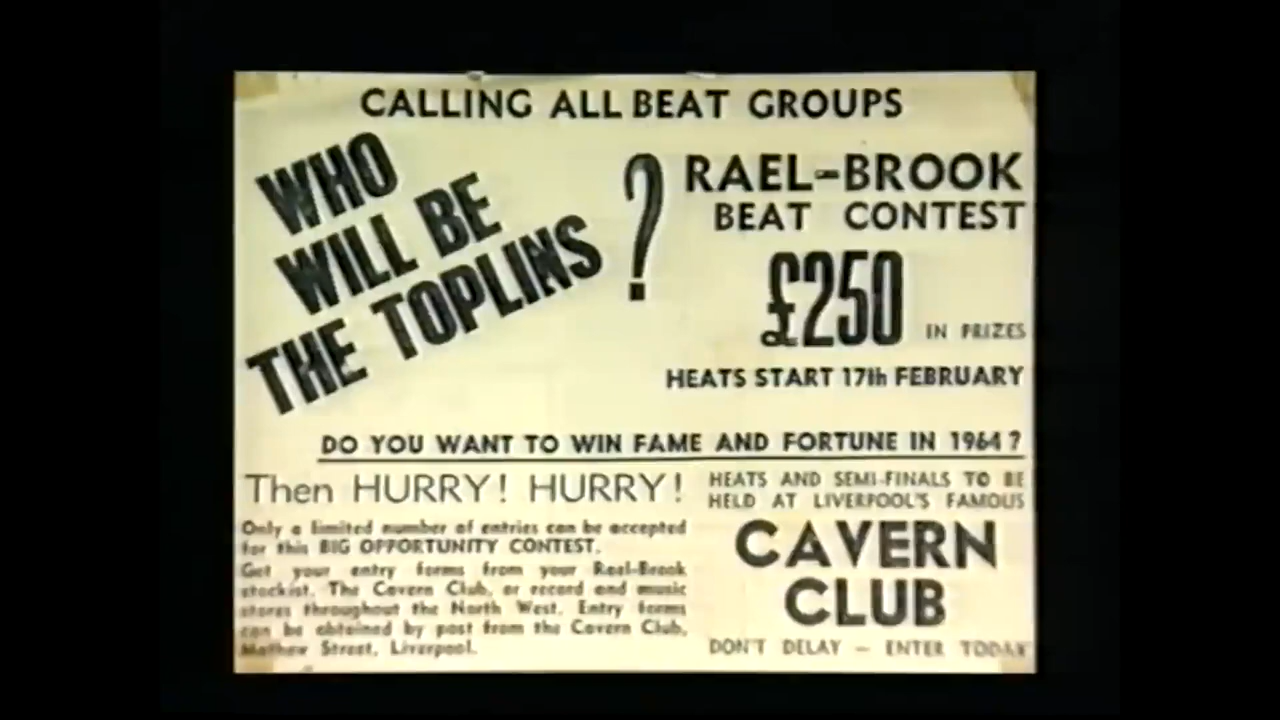 CALLING ALL BEAT GROUPS
WHO
WILL BE
THE TOPLINS ?
RAEL-BROOK
BEAT CONTEST
£250 IN PRIZES
HEATS START 17th FEBRUARY
DO YOU WANT TO WIN FAME AND FORTUNE IN 1964?
Then HURRY! HURRY!
Only a limited number of entries can be accepted
for this BIG OPPORTUNITY CONTEST.
Get your entry forms from your Rael-Brook
stockist, The Cavern Club, or record and music
stores throughout the North West. Entry forms
can be obtained by post from the Cavern Club,
Mathew Street, Liverpool.
HEATS AND SEMI-FINALS TO BE
HELD AT LIVERPOOL'S FAMOUS
CAVERN
CLUB
DON'T DELAY — ENTER TODAY